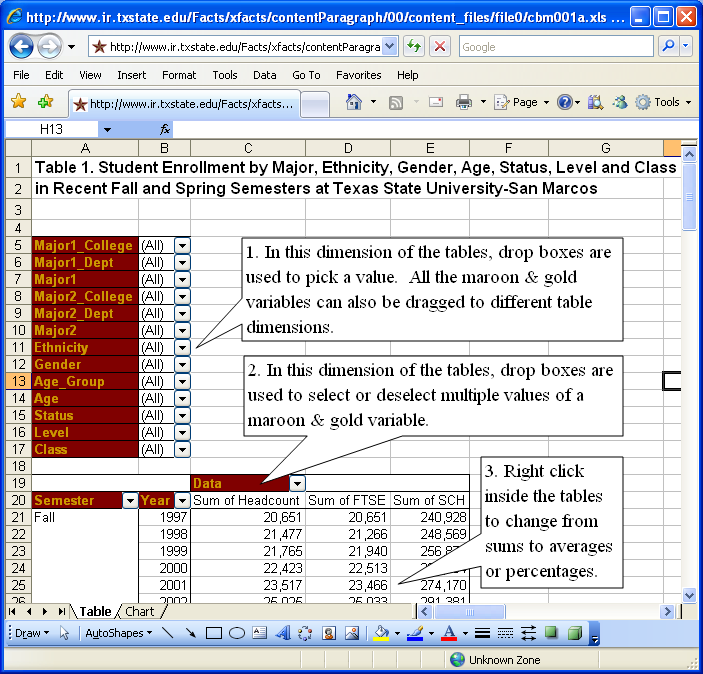 http://www.ir.txstate.edu/Facts/xfacts/contentParagraph/00/content_files/file0/cbm001a.xls ...
http://www.ir.txstate.edu/Facts/xfacts/contentParagra
Google
File Edit View Insert Format Tools Data Go To Favorites Help
http://www.ir.txstate.edu/Facts/xfacts...
Page Tools
H13 fx
A B C D E F G
1 Table 1. Student Enrollment by Major, Ethnicity, Gender, Age, Status, Level and Class
2 in Recent Fall and Spring Semesters at Texas State University-San Marcos
3
4
5 Major1_College (All)
6 Major1_Dept (All)
7 Major1 (All)
8 Major2_College (All)
9 Major2_Dept (All)
10 Major2 (All)
11 Ethnicity (All)
12 Gender (All)
13 Age_Group (All)
14 Age (All)
15 Status (All)
16 Level (All)
17 Class (All)
18
1. In this dimension of the tables, drop boxes are
used to pick a value. All the maroon & gold
variables can also be dragged to different table
dimensions.
2. In this dimension of the tables, drop boxes are
used to select or deselect multiple values of a
maroon & gold variable.
19 Data
20 Semester Year Sum of Headcount Sum of FTSE Sum of SCH
21 Fall 1997 20,651 20,651 240,928
22 1998 21,477 21,266 248,569
23 1999 21,765 21,940
24 2000 22,423 22,513
25 2001 23,517 23,466 274,170
26 2002 25,025 25,033 291,381
3. Right click
inside the tables
to change from
sums to averages
or percentages.
Table Chart
Draw AutoShapes
Unknown Zone